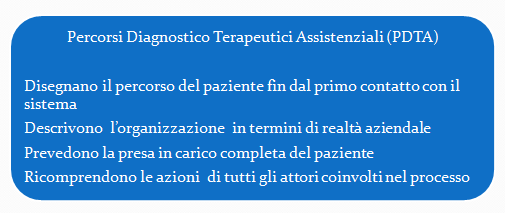 Percorsi Diagnostico Terapeutici Assistenziali (PDTA)
Disegnano il percorso del paziente fin dal primo contatto con il
sistema
Descrivono l'organizzazione in termini di realtà aziendale
Prevedono la presa in carico completa del paziente
Ricomprendono le azioni di tutti gli attori coinvolti nel processo